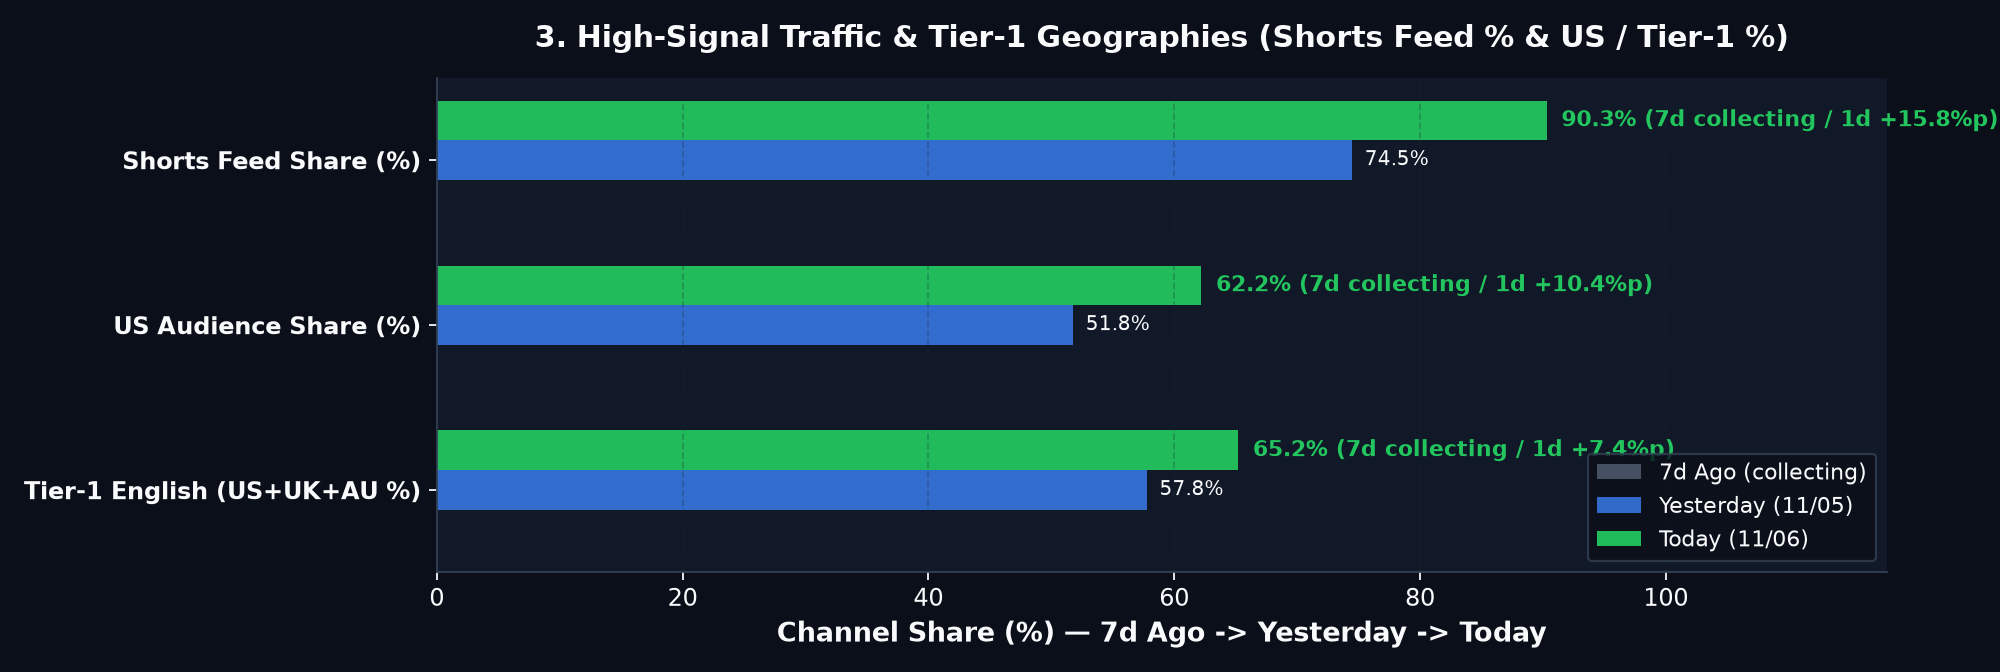 3. High-Signal Traffic & Tier-1 Geographies (Shorts Feed % & US / Tier-1 %)
90.3% (7d collecting / 1d +15.8%p)
Shorts Feed Share (%)
74.5%
62.2% (7d collecting / 1d +10.4%p)
US Audience Share (%)
51.8%
65.2% (7d collecting / 1d +7.4%p)
Tier-1 English (US+UK+AU %)
57.8%
7d Ago (collecting)
Yesterday (11/05)
Today (11/06)
0 20 40 60 80 100
Channel Share (%) — 7d Ago -> Yesterday -> Today